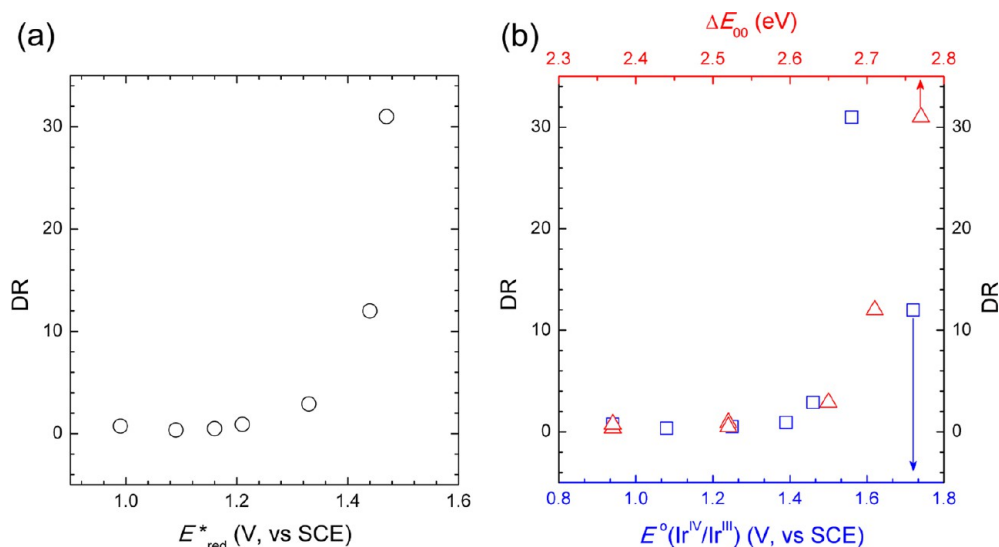 (a)
30
20
10
0
DR
1.0 1.2 1.4 1.6
E*red (V, vs SCE)
(b)
ΔE00 (eV)
2.3 2.4 2.5 2.6 2.7 2.8
30
20
10
0
DR
30
20
10
0
DR
0.8 1.0 1.2 1.4 1.6 1.8
E°(IrIV/IrIII) (V, vs SCE)